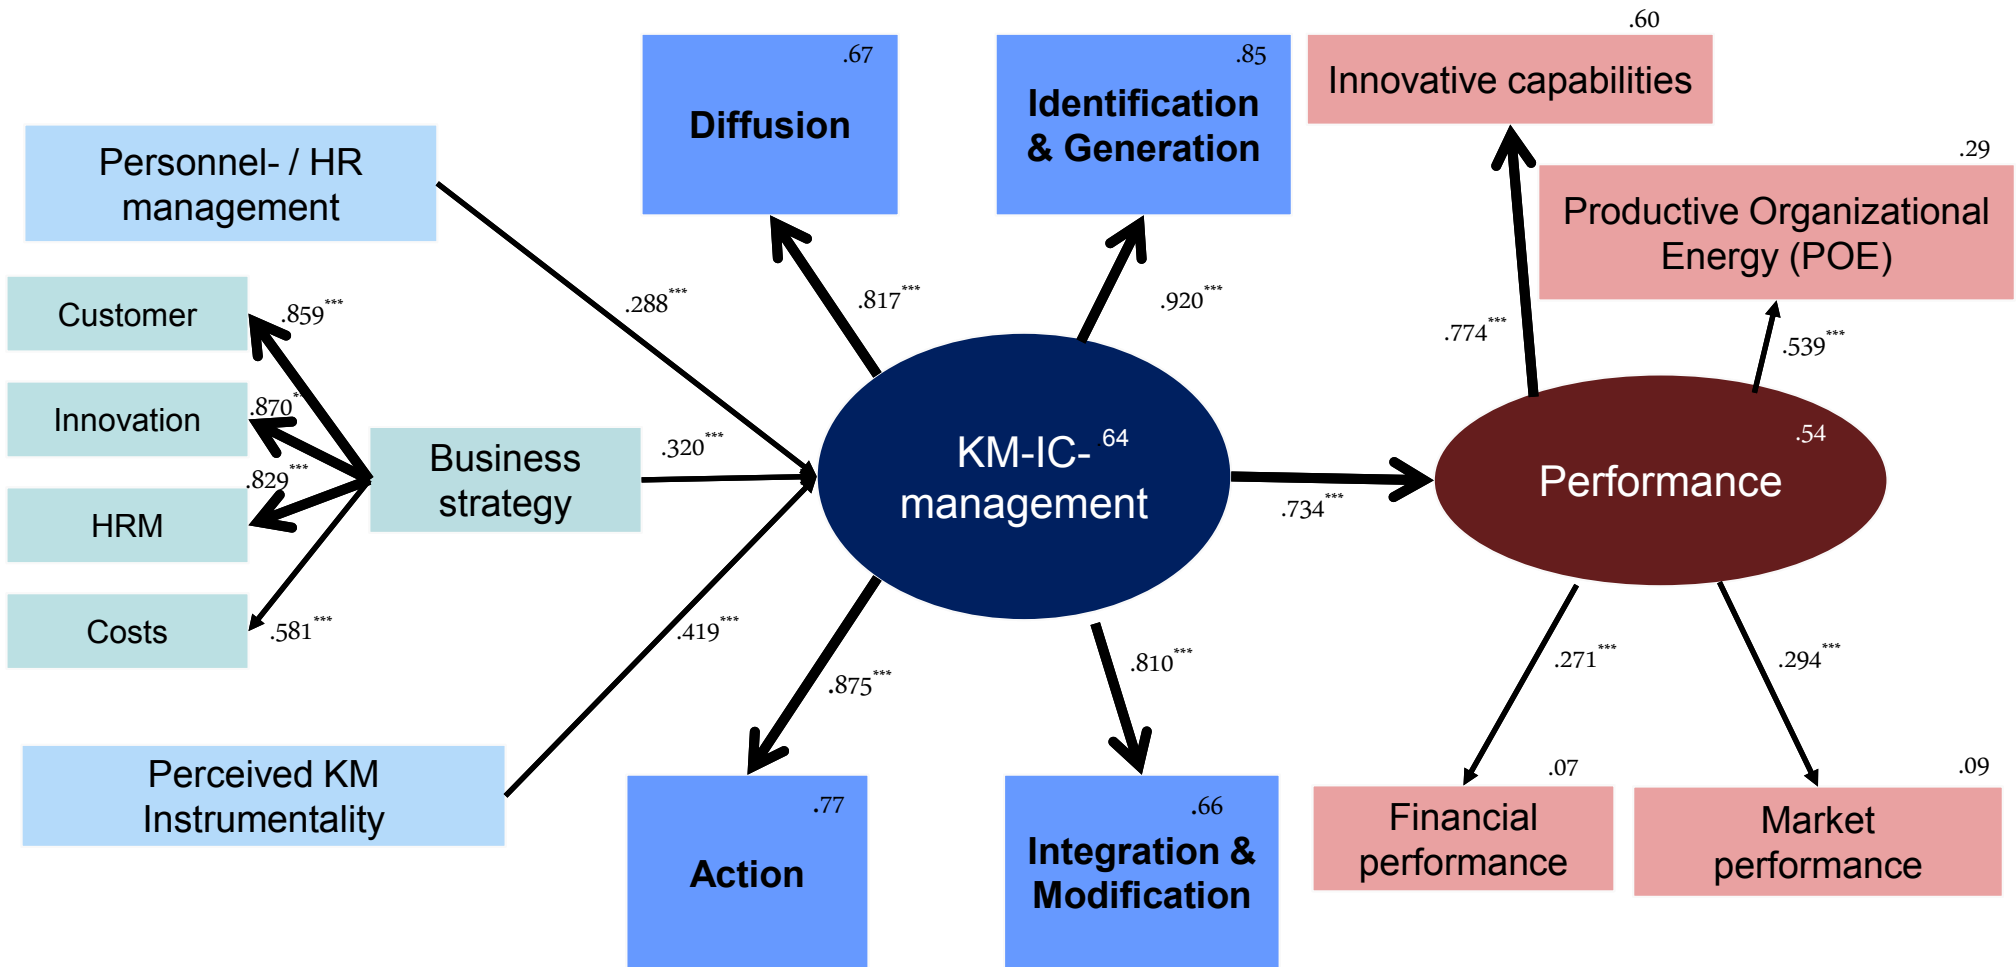 .60
.67
.85
Innovative capabilities
Diffusion
Identification
& Generation
.29
Personnel- / HR
management
Productive Organizational
Energy (POE)
Customer
.859***
.288***
.817***
.920***
.774***
.539***
Innovation
.870**
Business
strategy
.320***
KM-IC-.64
management
.54
Performance
.734***
HRM
.829***
Costs
.581***
.419***
.875***
.810***
.271***
.294***
Perceived KM
Instrumentality
.77
Action
.66
Integration &
Modification
.07
Financial
performance
.09
Market
performance